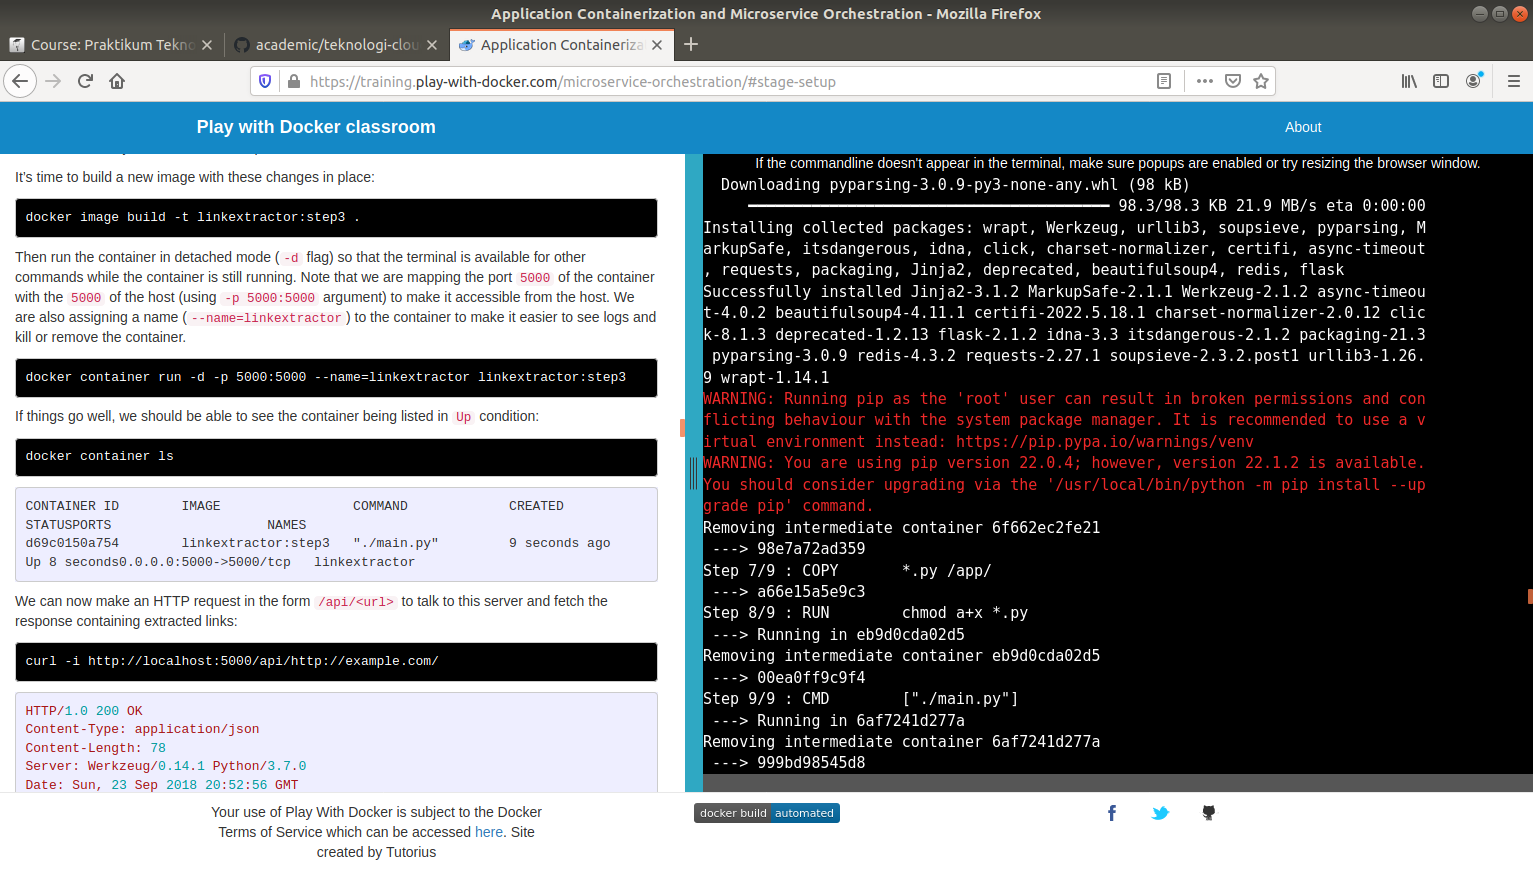 Application Containerization and Microservice Orchestration - Mozilla Firefox
Course: Praktikum Tekno
academic/teknologi-clou
Application Containeriza
https://training.play-with-docker.com/microservice-orchestration/#stage-setup
Play with Docker classroom
About
It's time to build a new image with these changes in place:
docker image build -t linkextractor:step3 .
Then run the container in detached mode ( -d flag) so that the terminal is available for other
commands while the container is still running. Note that we are mapping the port 5000 of the container
with the 5000 of the host (using -p 5000:5000 argument) to make it accessible from the host. We
are also assigning a name ( --name=linkextractor ) to the container to make it easier to see logs and
kill or remove the container.
docker container run -d -p 5000:5000 --name=linkextractor linkextractor:step3
If things go well, we should be able to see the container being listed in Up condition:
docker container ls
CONTAINER ID        IMAGE                 COMMAND             CREATED
STATUSPORTS                    NAMES
d69c0150a754        linkextractor:step3   "./main.py"         9 seconds ago
Up 8 seconds0.0.0.0:5000->5000/tcp   linkextractor
We can now make an HTTP request in the form /api/<url> to talk to this server and fetch the
response containing extracted links:
curl -i http://localhost:5000/api/http://example.com/
HTTP/1.0 200 OK
Content-Type: application/json
Content-Length: 78
Server: Werkzeug/0.14.1 Python/3.7.0
Date: Sun, 23 Sep 2018 20:52:56 GMT
If the commandline doesn't appear in the terminal, make sure popups are enabled or try resizing the browser window.
Downloading pyparsing-3.0.9-py3-none-any.whl (98 kB)
98.3/98.3 KB 21.9 MB/s eta 0:00:00
Installing collected packages: wrapt, Werkzeug, urllib3, soupsieve, pyparsing, M
arkupSafe, itsdangerous, idna, click, charset-normalizer, certifi, async-timeout
, requests, packaging, Jinja2, deprecated, beautifulsoup4, redis, flask
Successfully installed Jinja2-3.1.2 MarkupSafe-2.1.1 Werkzeug-2.1.2 async-timeou
t-4.0.2 beautifulsoup4-4.11.1 certifi-2022.5.18.1 charset-normalizer-2.0.12 clic
k-8.1.3 deprecated-1.2.13 flask-2.1.2 idna-3.3 itsdangerous-2.1.2 packaging-21.3
pyparsing-3.0.9 redis-4.3.2 requests-2.27.1 soupsieve-2.3.2.post1 urllib3-1.26.
9 wrapt-1.14.1
WARNING: Running pip as the 'root' user can result in broken permissions and con
flicting behaviour with the system package manager. It is recommended to use a v
irtual environment instead: https://pip.pypa.io/warnings/venv
WARNING: You are using pip version 22.0.4; however, version 22.1.2 is available.
You should consider upgrading via the '/usr/local/bin/python -m pip install --up
grade pip' command.
Removing intermediate container 6f662ec2fe21
---> 98e7a72ad359
Step 7/9 : COPY       *.py /app/
---> a66e15a5e9c3
Step 8/9 : RUN        chmod a+x *.py
---> Running in eb9d0cda02d5
Removing intermediate container eb9d0cda02d5
---> 00ea0ff9c9f4
Step 9/9 : CMD        ["./main.py"]
---> Running in 6af7241d277a
Removing intermediate container 6af7241d277a
---> 999bd98545d8
Your use of Play With Docker is subject to the Docker
Terms of Service which can be accessed here. Site
created by Tutorius
docker build automated